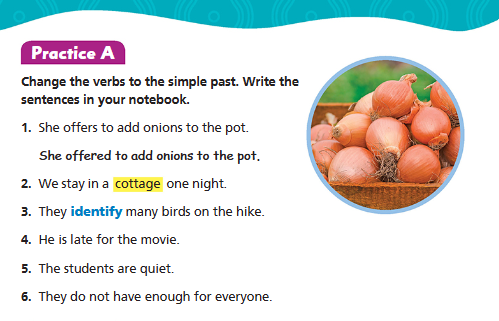 Practice A
Change the verbs to the simple past. Write the
sentences in your notebook.
1. She offers to add onions to the pot.
She offered to add onions to the pot.
2. We stay in a cottage one night.
3. They identify many birds on the hike.
4. He is late for the movie.
5. The students are quiet.
6. They do not have enough for everyone.